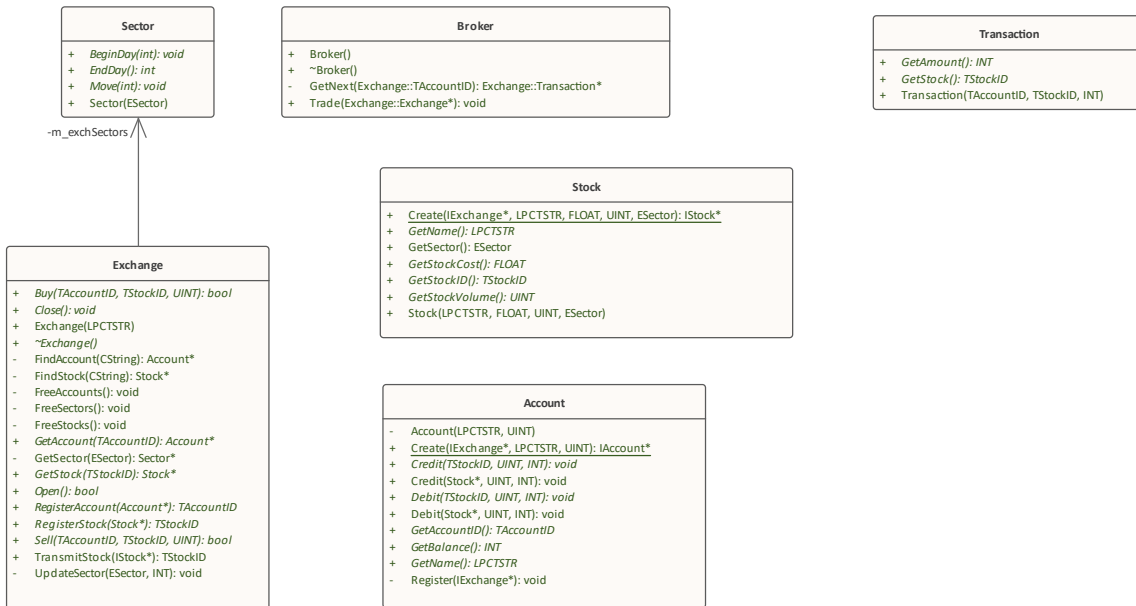 Sector
+ BeginDay(int): void
+ EndDay(): int
+ Move(int): void
+ Sector(ESector)
Broker
+ Broker()
+ ~Broker()
- GetNext(Exchange::TAccountID): Exchange::Transaction*
+ Trade(Exchange::Exchange*): void
Transaction
+ GetAmount(): INT
+ GetStock(): TStockID
+ Transaction(TAccountID, TStockID, INT)
-m_exchSectors
Stock
+ Create(IExchange*, LPCTSTR, FLOAT, UINT, ESector): IStock*
+ GetName(): LPCTSTR
+ GetSector(): ESector
+ GetStockCost(): FLOAT
+ GetStockID(): TStockID
+ GetStockVolume(): UINT
+ Stock(LPCTSTR, FLOAT, UINT, ESector)
Exchange
+ Buy(TAccountID, TStockID, UINT): bool
+ Close(): void
+ Exchange(LPCTSTR)
+ ~Exchange()
- FindAccount(CString): Account*
- FindStock(CString): Stock*
- FreeAccounts(): void
- FreeSectors(): void
- FreeStocks(): void
+ GetAccount(TAccountID): Account*
- GetSector(ESector): Sector*
+ GetStock(TStockID): Stock*
+ Open(): bool
+ RegisterAccount(Account*): TAccountID
+ RegisterStock(Stock*): TStockID
+ Sell(TAccountID, TStockID, UINT): bool
+ TransmitStock(IStock*): TStockID
- UpdateSector(ESector, INT): void
Account
- Account(LPCTSTR, UINT)
+ Create(IExchange*, LPCTSTR, UINT): IAccount*
+ Credit(TStockID, UINT, INT): void
+ Credit(Stock*, UINT, INT): void
+ Debit(TStockID, UINT, INT): void
+ Debit(Stock*, UINT, INT): void
+ GetAccountID(): TAccountID
+ GetBalance(): INT
+ GetName(): LPCTSTR
- Register(IExchange*): void